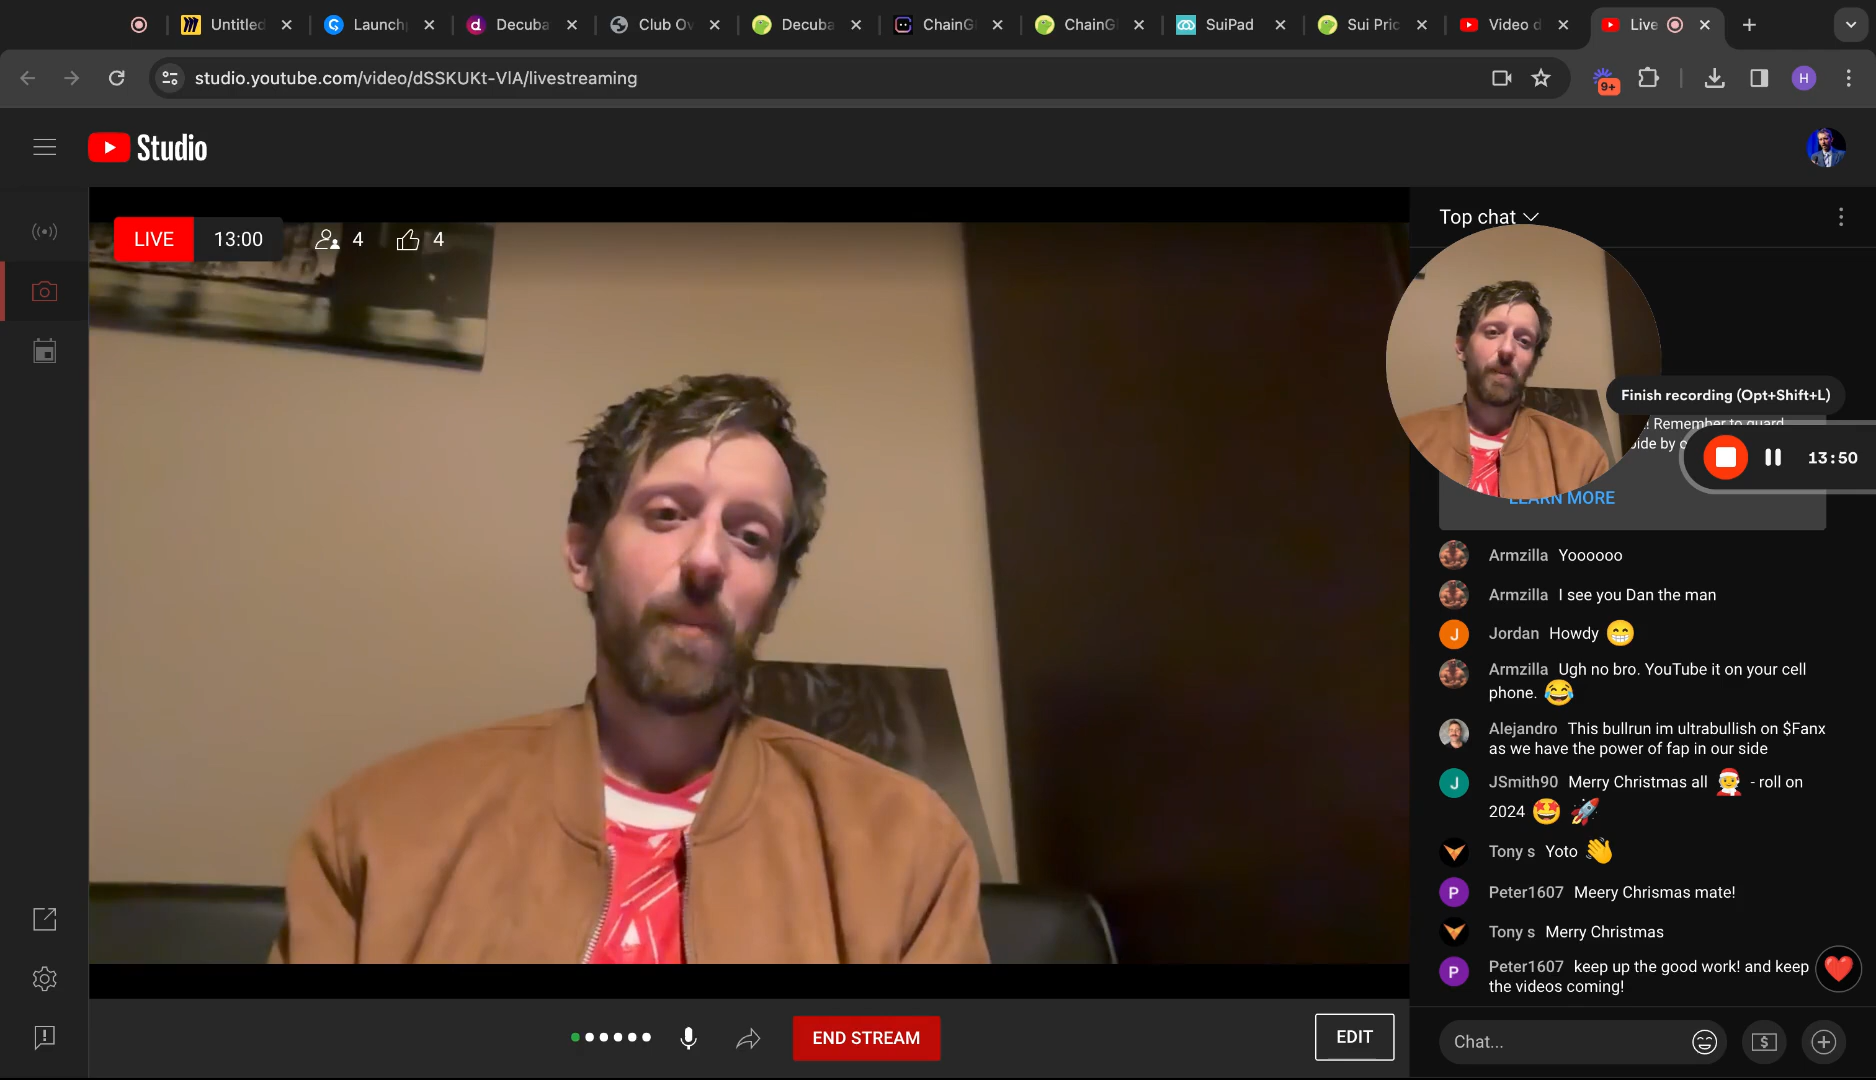 Untitled
Launchp
Decuba
Club Ov
Decuba
ChainG
ChainG
SuiPad
Sui Pric
Video d
Live
studio.youtube.com/video/dSSKUKt-VlA/livestreaming
9+
H
Studio
LIVE 13:00 4 4
Top chat
Finish recording (Opt+Shift+L)
! Remember to guard
ide by c
13:50
LEARN MORE
Armzilla Yoooooo
Armzilla I see you Dan the man
J Jordan Howdy 😁
Armzilla Ugh no bro. YouTube it on your cell
phone. 😂
Alejandro This bullrun im ultrabullish on $Fanx
as we have the power of fap in our side
J JSmith90 Merry Christmas all 🧑‍🎄 - roll on
2024 🤩 🚀
Tony s Yoto 👋
P Peter1607 Meery Chrismas mate!
Tony s Merry Christmas
P Peter1607 keep up the good work! and keep
the videos coming!
END STREAM
EDIT
Chat...